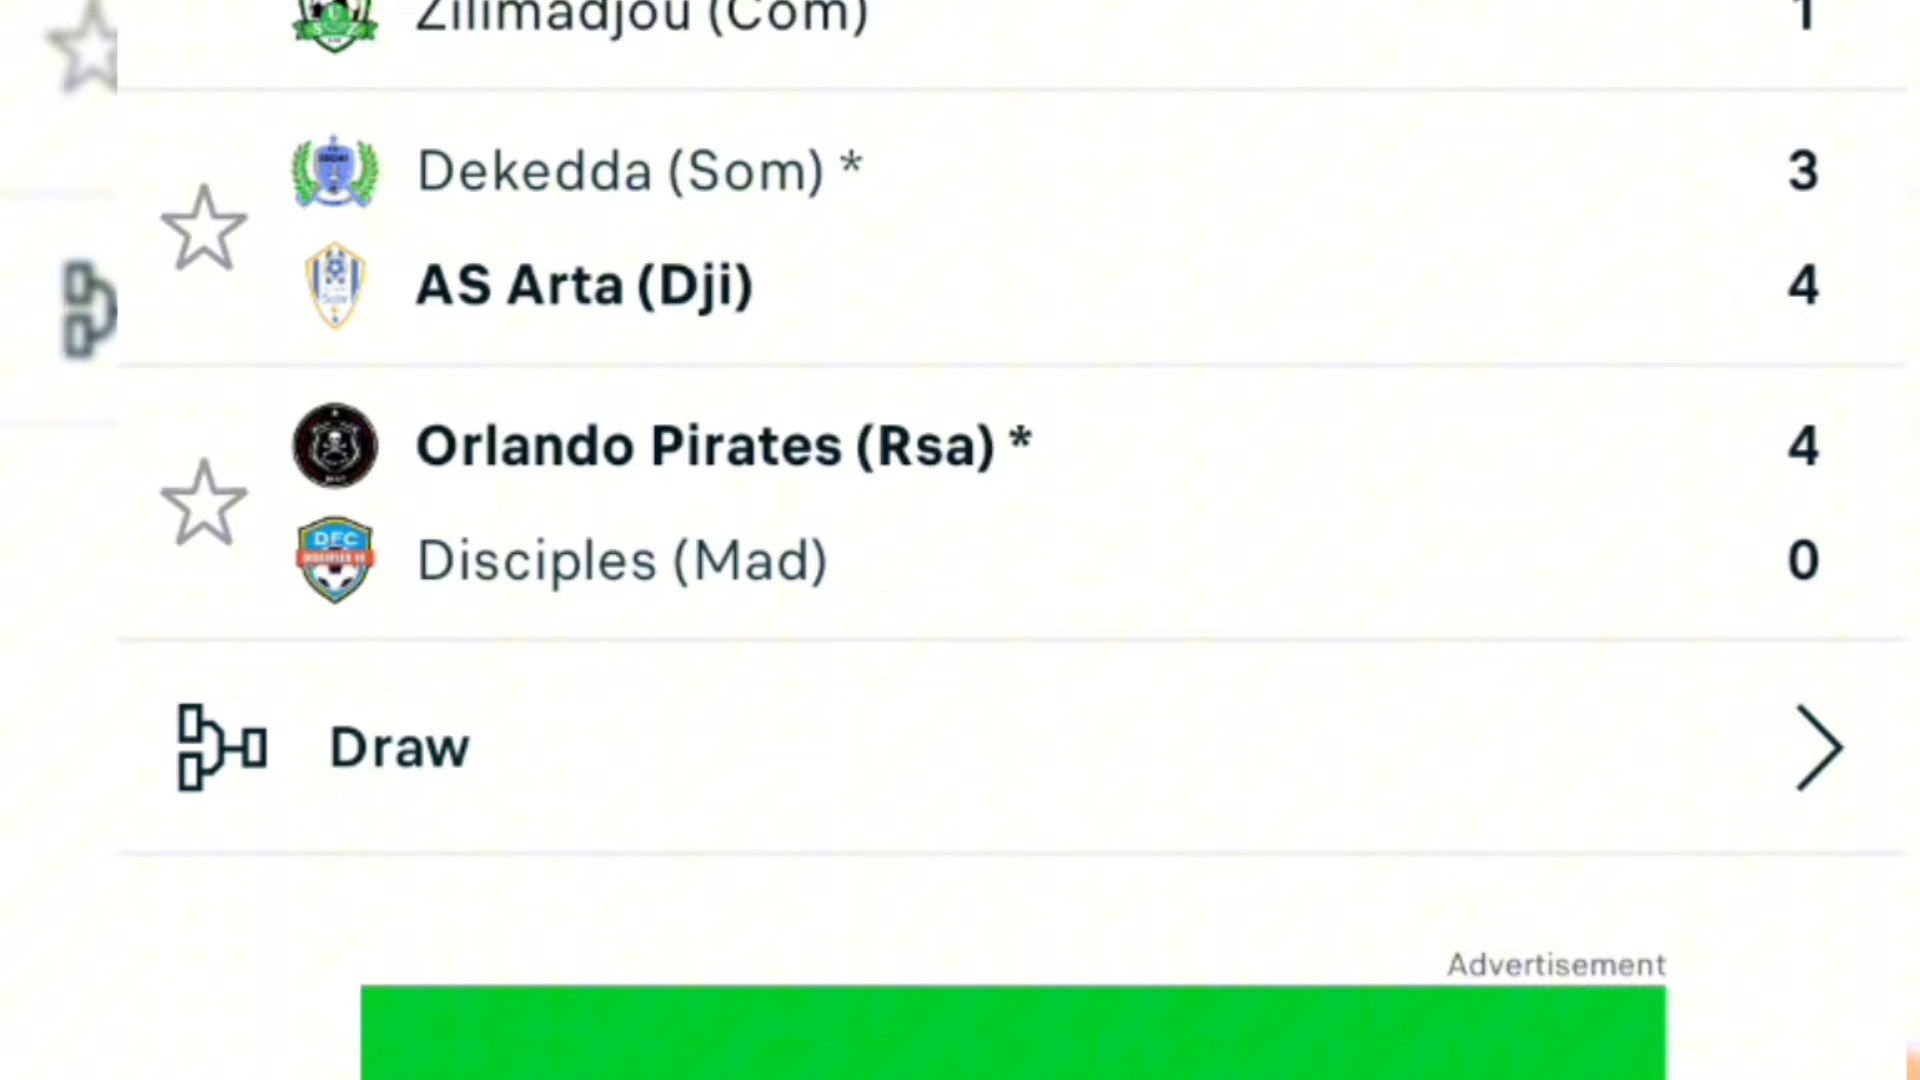 Zilimadjou (Com) 1
Dekedda (Som) * 3
AS Arta (Dji) 4
Orlando Pirates (Rsa) * 4
DFC
Disciples (Mad) 0
Draw
Advertisement